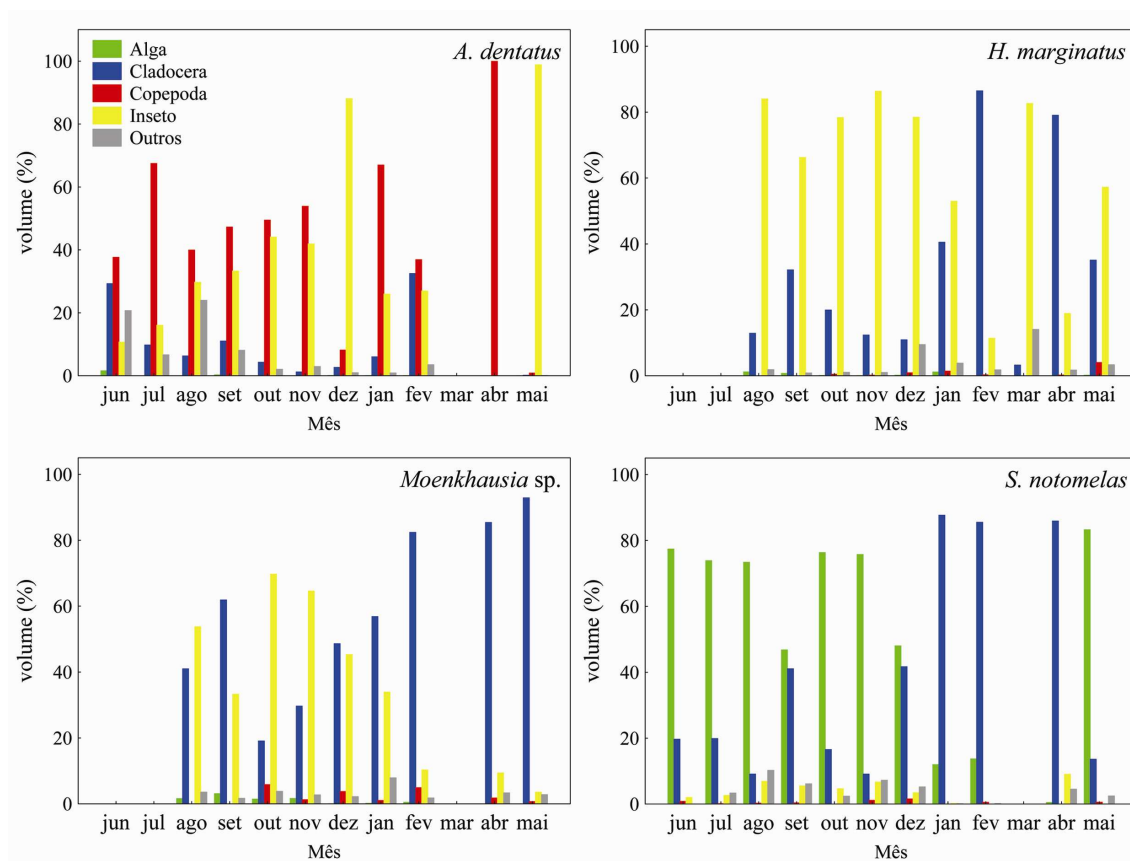 A. dentatus
Alga
Cladocera
Copepoda
Inseto
Outros
volume (%)
100
80
60
40
20
0
jun jul ago set out nov dez jan fev mar abr mai
Mês
H. marginatus
volume (%)
100
80
60
40
20
0
jun jul ago set out nov dez jan fev mar abr mai
Mês
Moenkhausia sp.
volume (%)
100
80
60
40
20
0
jun jul ago set out nov dez jan fev mar abr mai
Mês
S. notomelas
volume (%)
100
80
60
40
20
0
jun jul ago set out nov dez jan fev mar abr mai
Mês